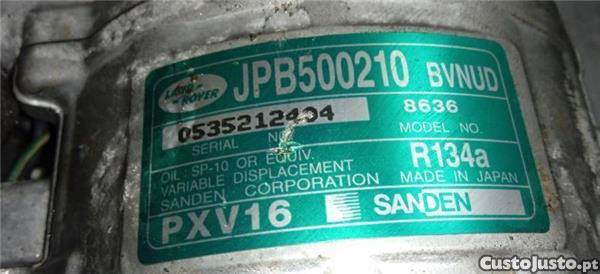 LAND ROVER JPB500210 BVNUD
0535212404 8636
SERIAL NO. MODEL NO.
OIL: SP-10 OR EQUIV. R134a
VARIABLE DISPLACEMENT
SANDEN CORPORATION MADE IN JAPAN
PXV16 SANDEN
CustoJusto.pt